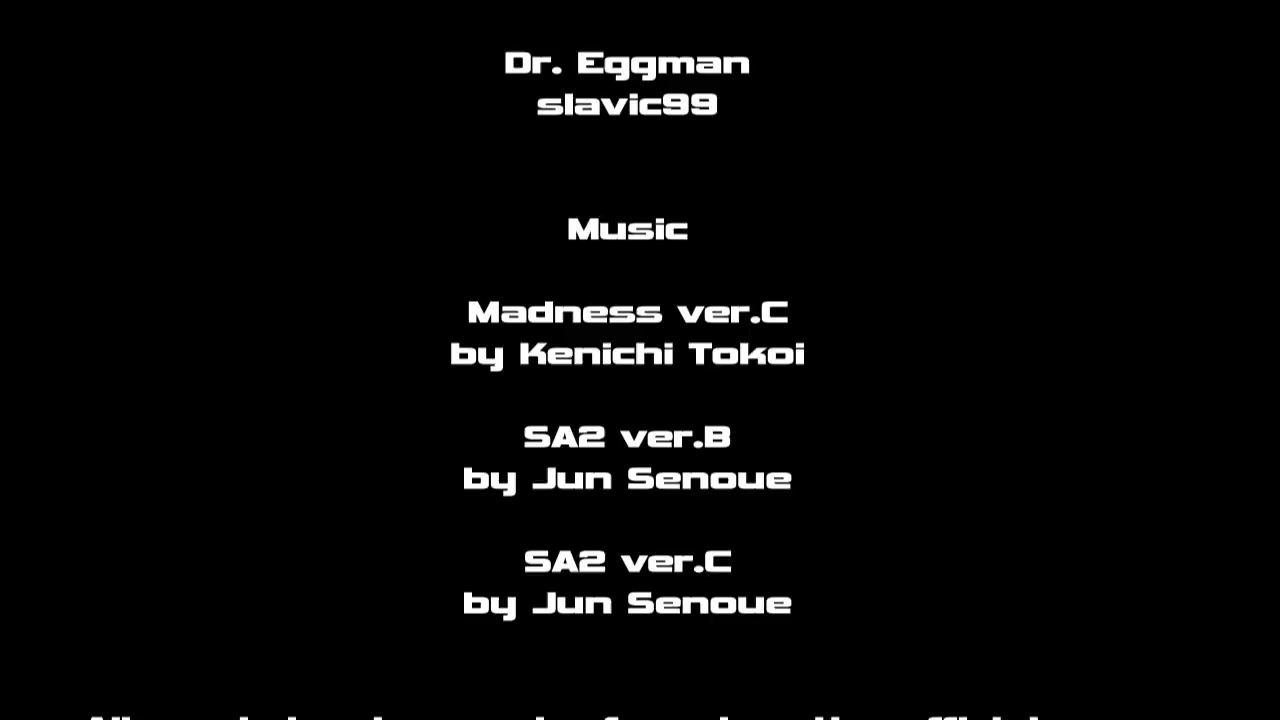 Dr. Eggman
slavic99
Music
Madness ver.C
by Kenichi Tokoi
SA2 ver.B
by Jun Senoue
SA2 ver.C
by Jun Senoue